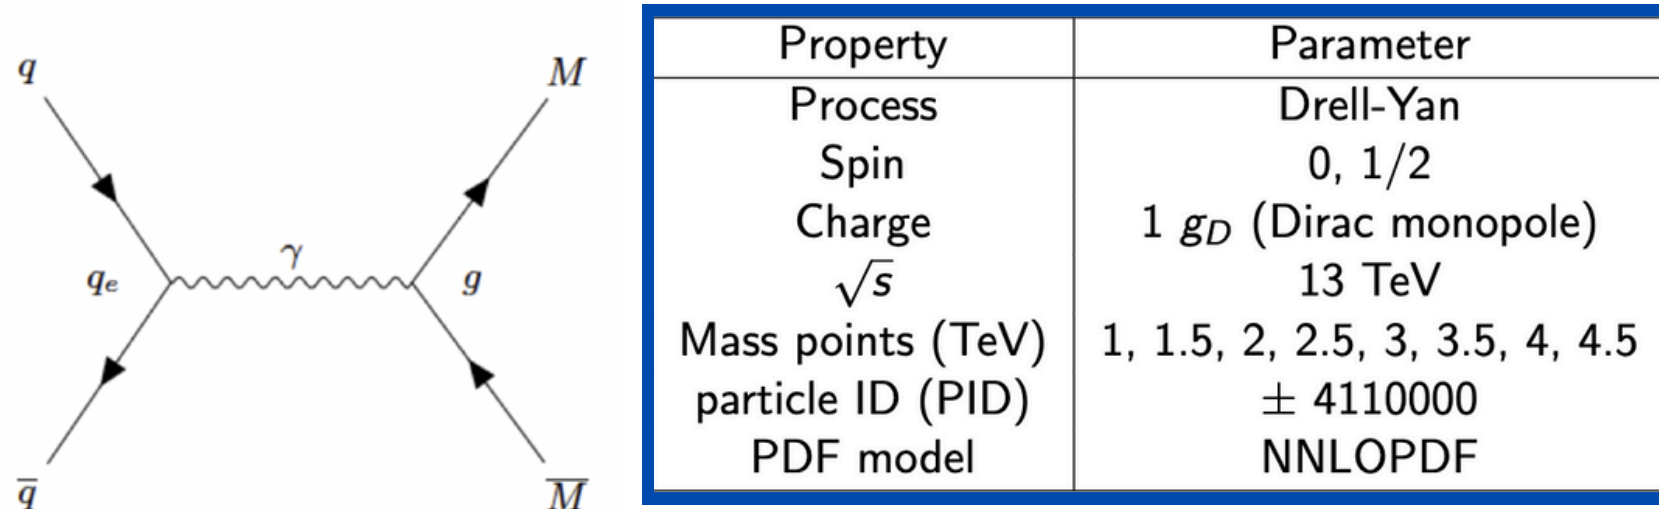 q
M
γ
qₑ
g
q̅
M̅
Property Parameter
Process Drell-Yan
Spin 0, 1/2
Charge 1 g_D (Dirac monopole)
√s 13 TeV
Mass points (TeV) 1, 1.5, 2, 2.5, 3, 3.5, 4, 4.5
particle ID (PID) ± 4110000
PDF model NNLOPDF